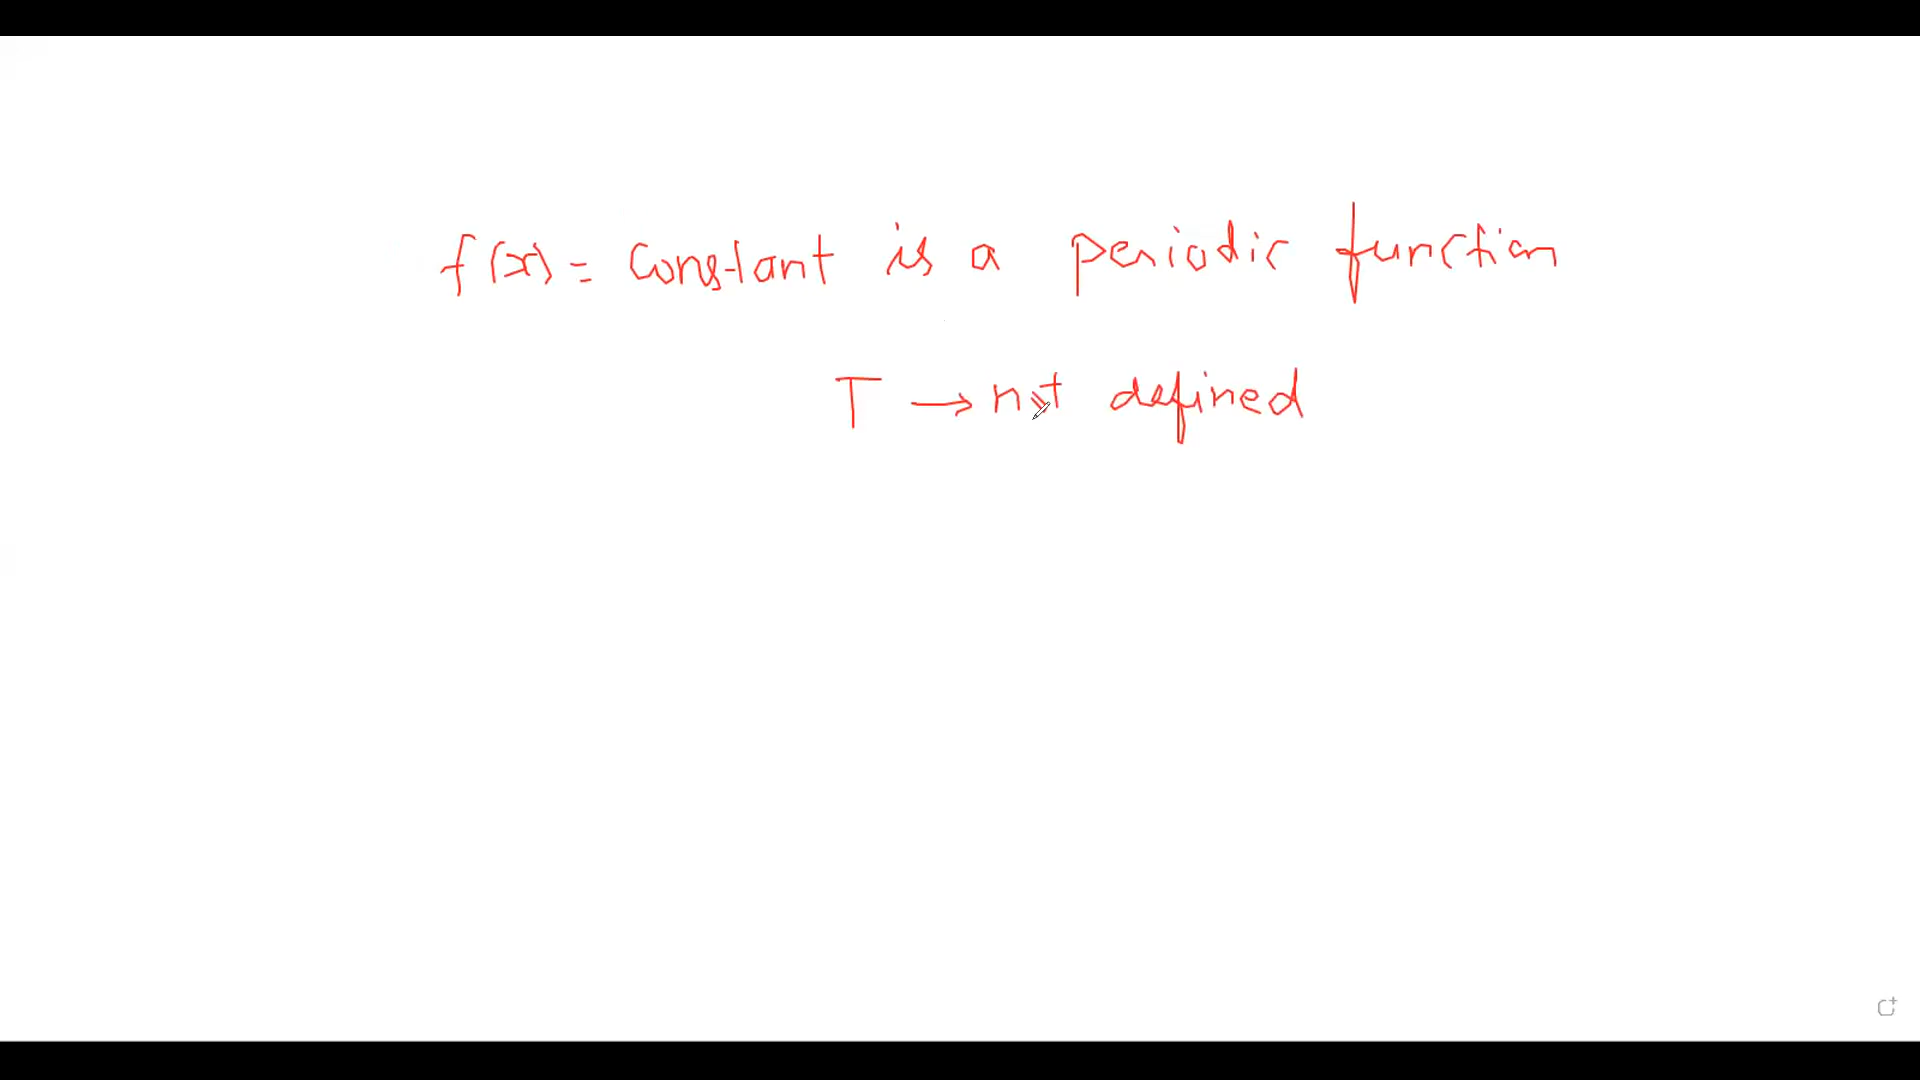 f(x) = constant is a periodic function
T → not defined